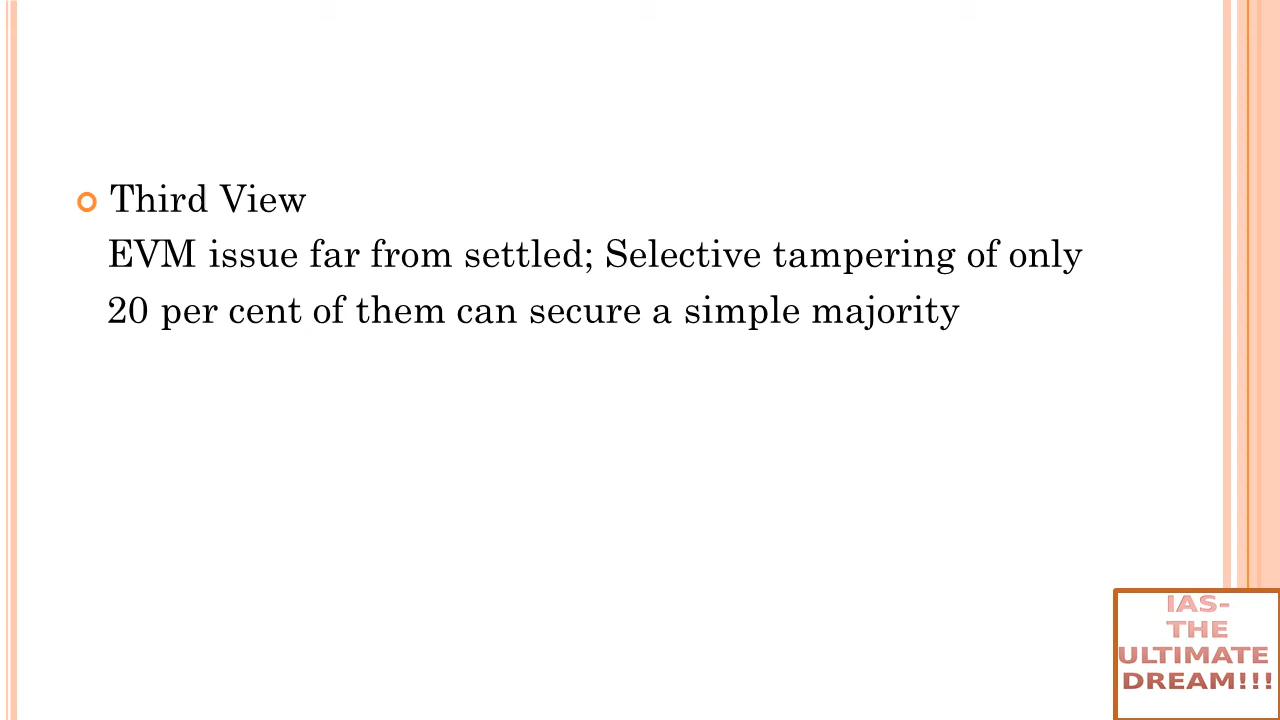 Third View
EVM issue far from settled; Selective tampering of only
20 per cent of them can secure a simple majority
IAS-
THE
ULTIMATE
DREAM!!!